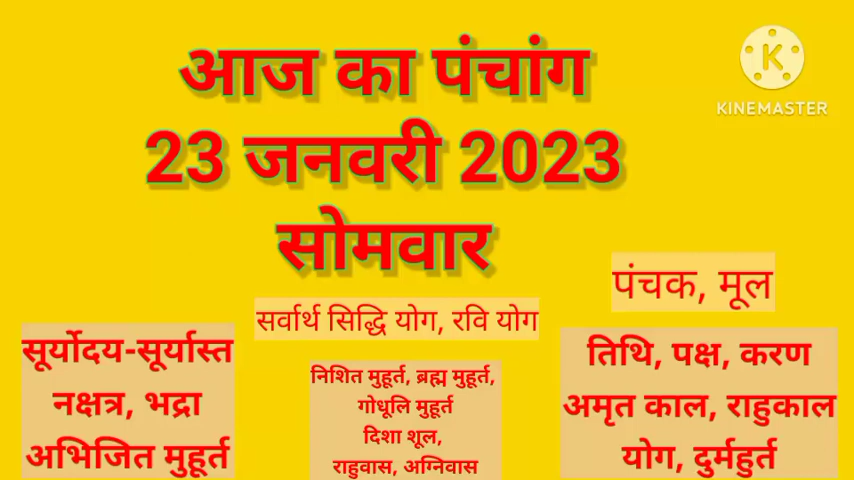 आज का पंचांग
23 जनवरी 2023
सोमवार
KINEMASTER
पंचक, मूल
सर्वार्थ सिद्धि योग, रवि योग
सूर्योदय-सूर्यास्त
नक्षत्र, भद्रा
अभिजित मुहूर्त
निशित मुहूर्त, ब्रह्म मुहूर्त,
गोधूलि मुहूर्त
दिशा शूल,
राहुवास, अग्निवास
तिथि, पक्ष, करण
अमृत काल, राहुकाल
योग, दुर्महुर्त